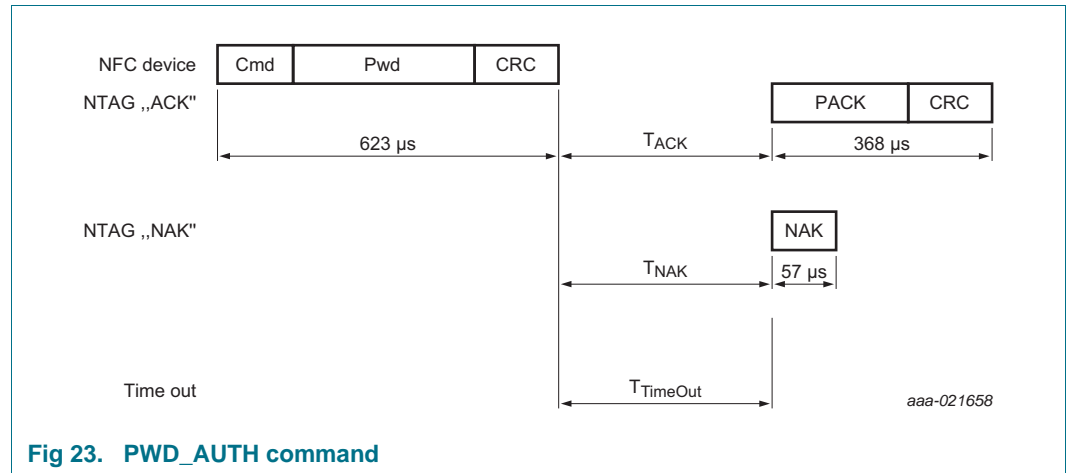 NFC device Cmd Pwd CRC
NTAG ,,ACK" PACK CRC
623 µs TACK 368 µs
NTAG ,,NAK" NAK
TNAK 57 µs
Time out TTimeOut
aaa-021658
Fig 23. PWD_AUTH command